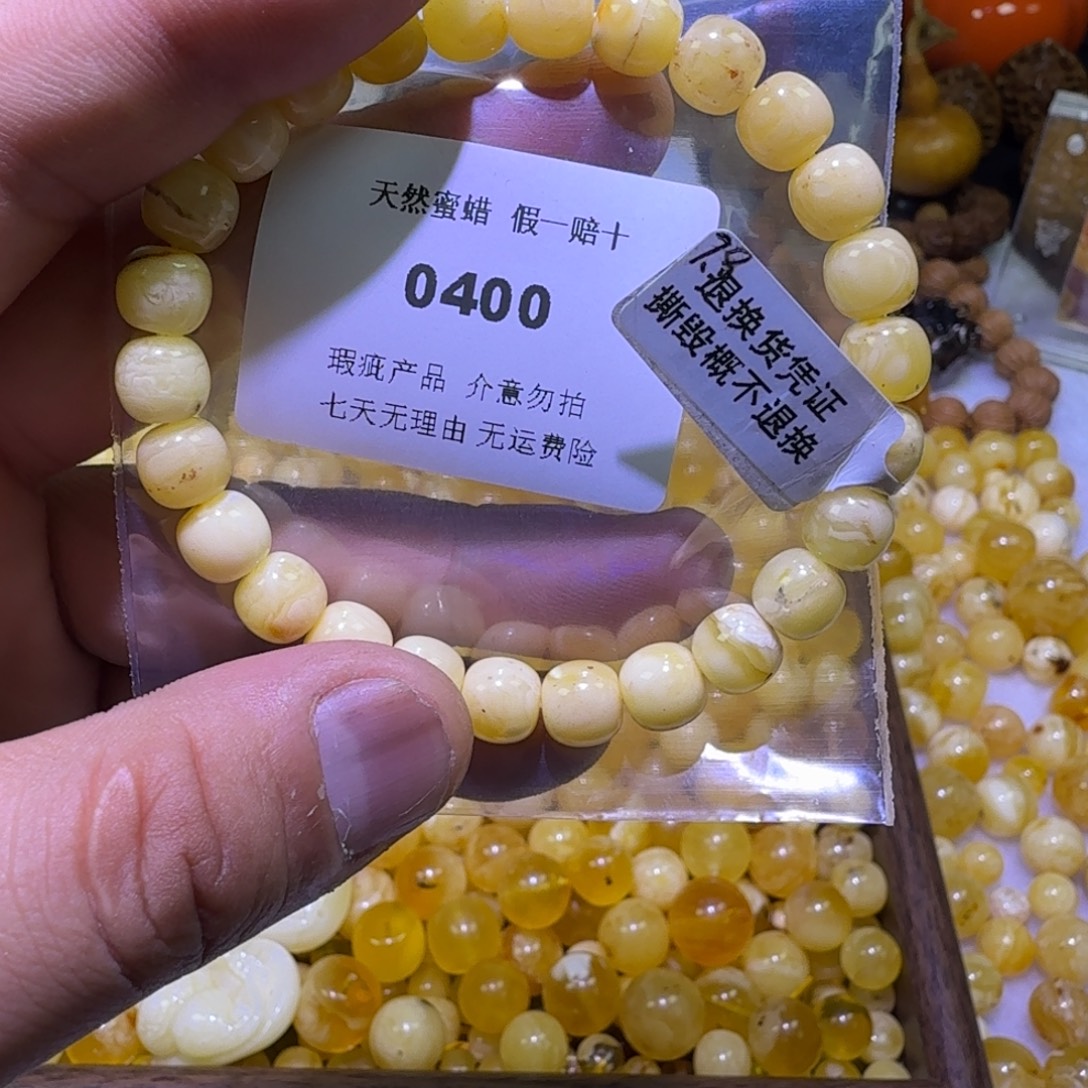 天然蜜蜡 假一赔十
0400
瑕疵产品 介意勿拍
七天无理由 无运费险
退换货凭证
撕毁概不退换